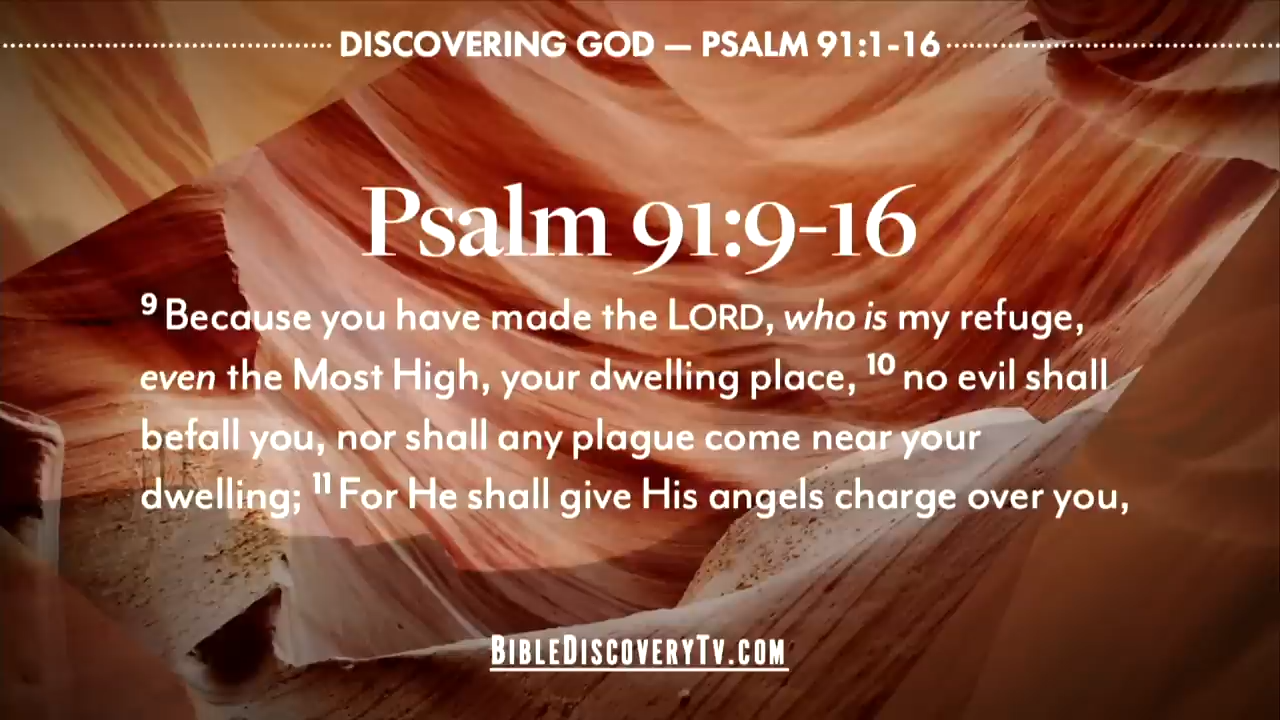 DISCOVERING GOD — PSALM 91:1-16
Psalm 91:9-16
⁹ Because you have made the LORD, who is my refuge,
even the Most High, your dwelling place, ¹⁰ no evil shall
befall you, nor shall any plague come near your
dwelling; ¹¹ For He shall give His angels charge over you,
BIBLEDISCOVERYTV.COM